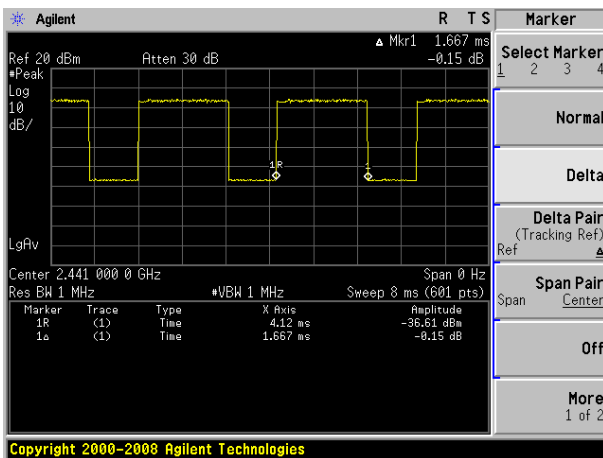 Agilent R T S
Marker
Δ Mkr1 1.667 ms
Ref 20 dBm Atten 30 dB -0.15 dB
#Peak
Log
10
dB/
1R
1
LgAv
Center 2.441 000 0 GHz Span 0 Hz
Res BW 1 MHz #VBW 1 MHz Sweep 8 ms (601 pts)
Marker Trace Type X Axis Amplitude
1R (1) Time 4.12 ms -36.61 dBm
1Δ (1) Time 1.667 ms -0.15 dB
Select Marker
1 2 3 4
Normal
Delta
Delta Pair
(Tracking Ref)
Ref Δ
Span Pair
Span Center
Off
More
1 of 2
Copyright 2000-2008 Agilent Technologies